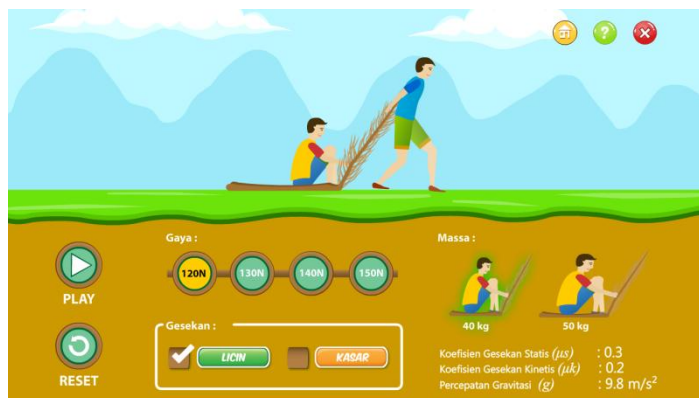 ?
Gaya :
120N 130N 140N 150N
Massa :
40 kg 50 kg
PLAY
Gesekan :
LICIN KASAR
RESET
Koefisien Gesekan Statis (μs) : 0.3
Koefisien Gesekan Kinetis (μk) : 0.2
Percepatan Gravitasi (g) : 9.8 m/s²